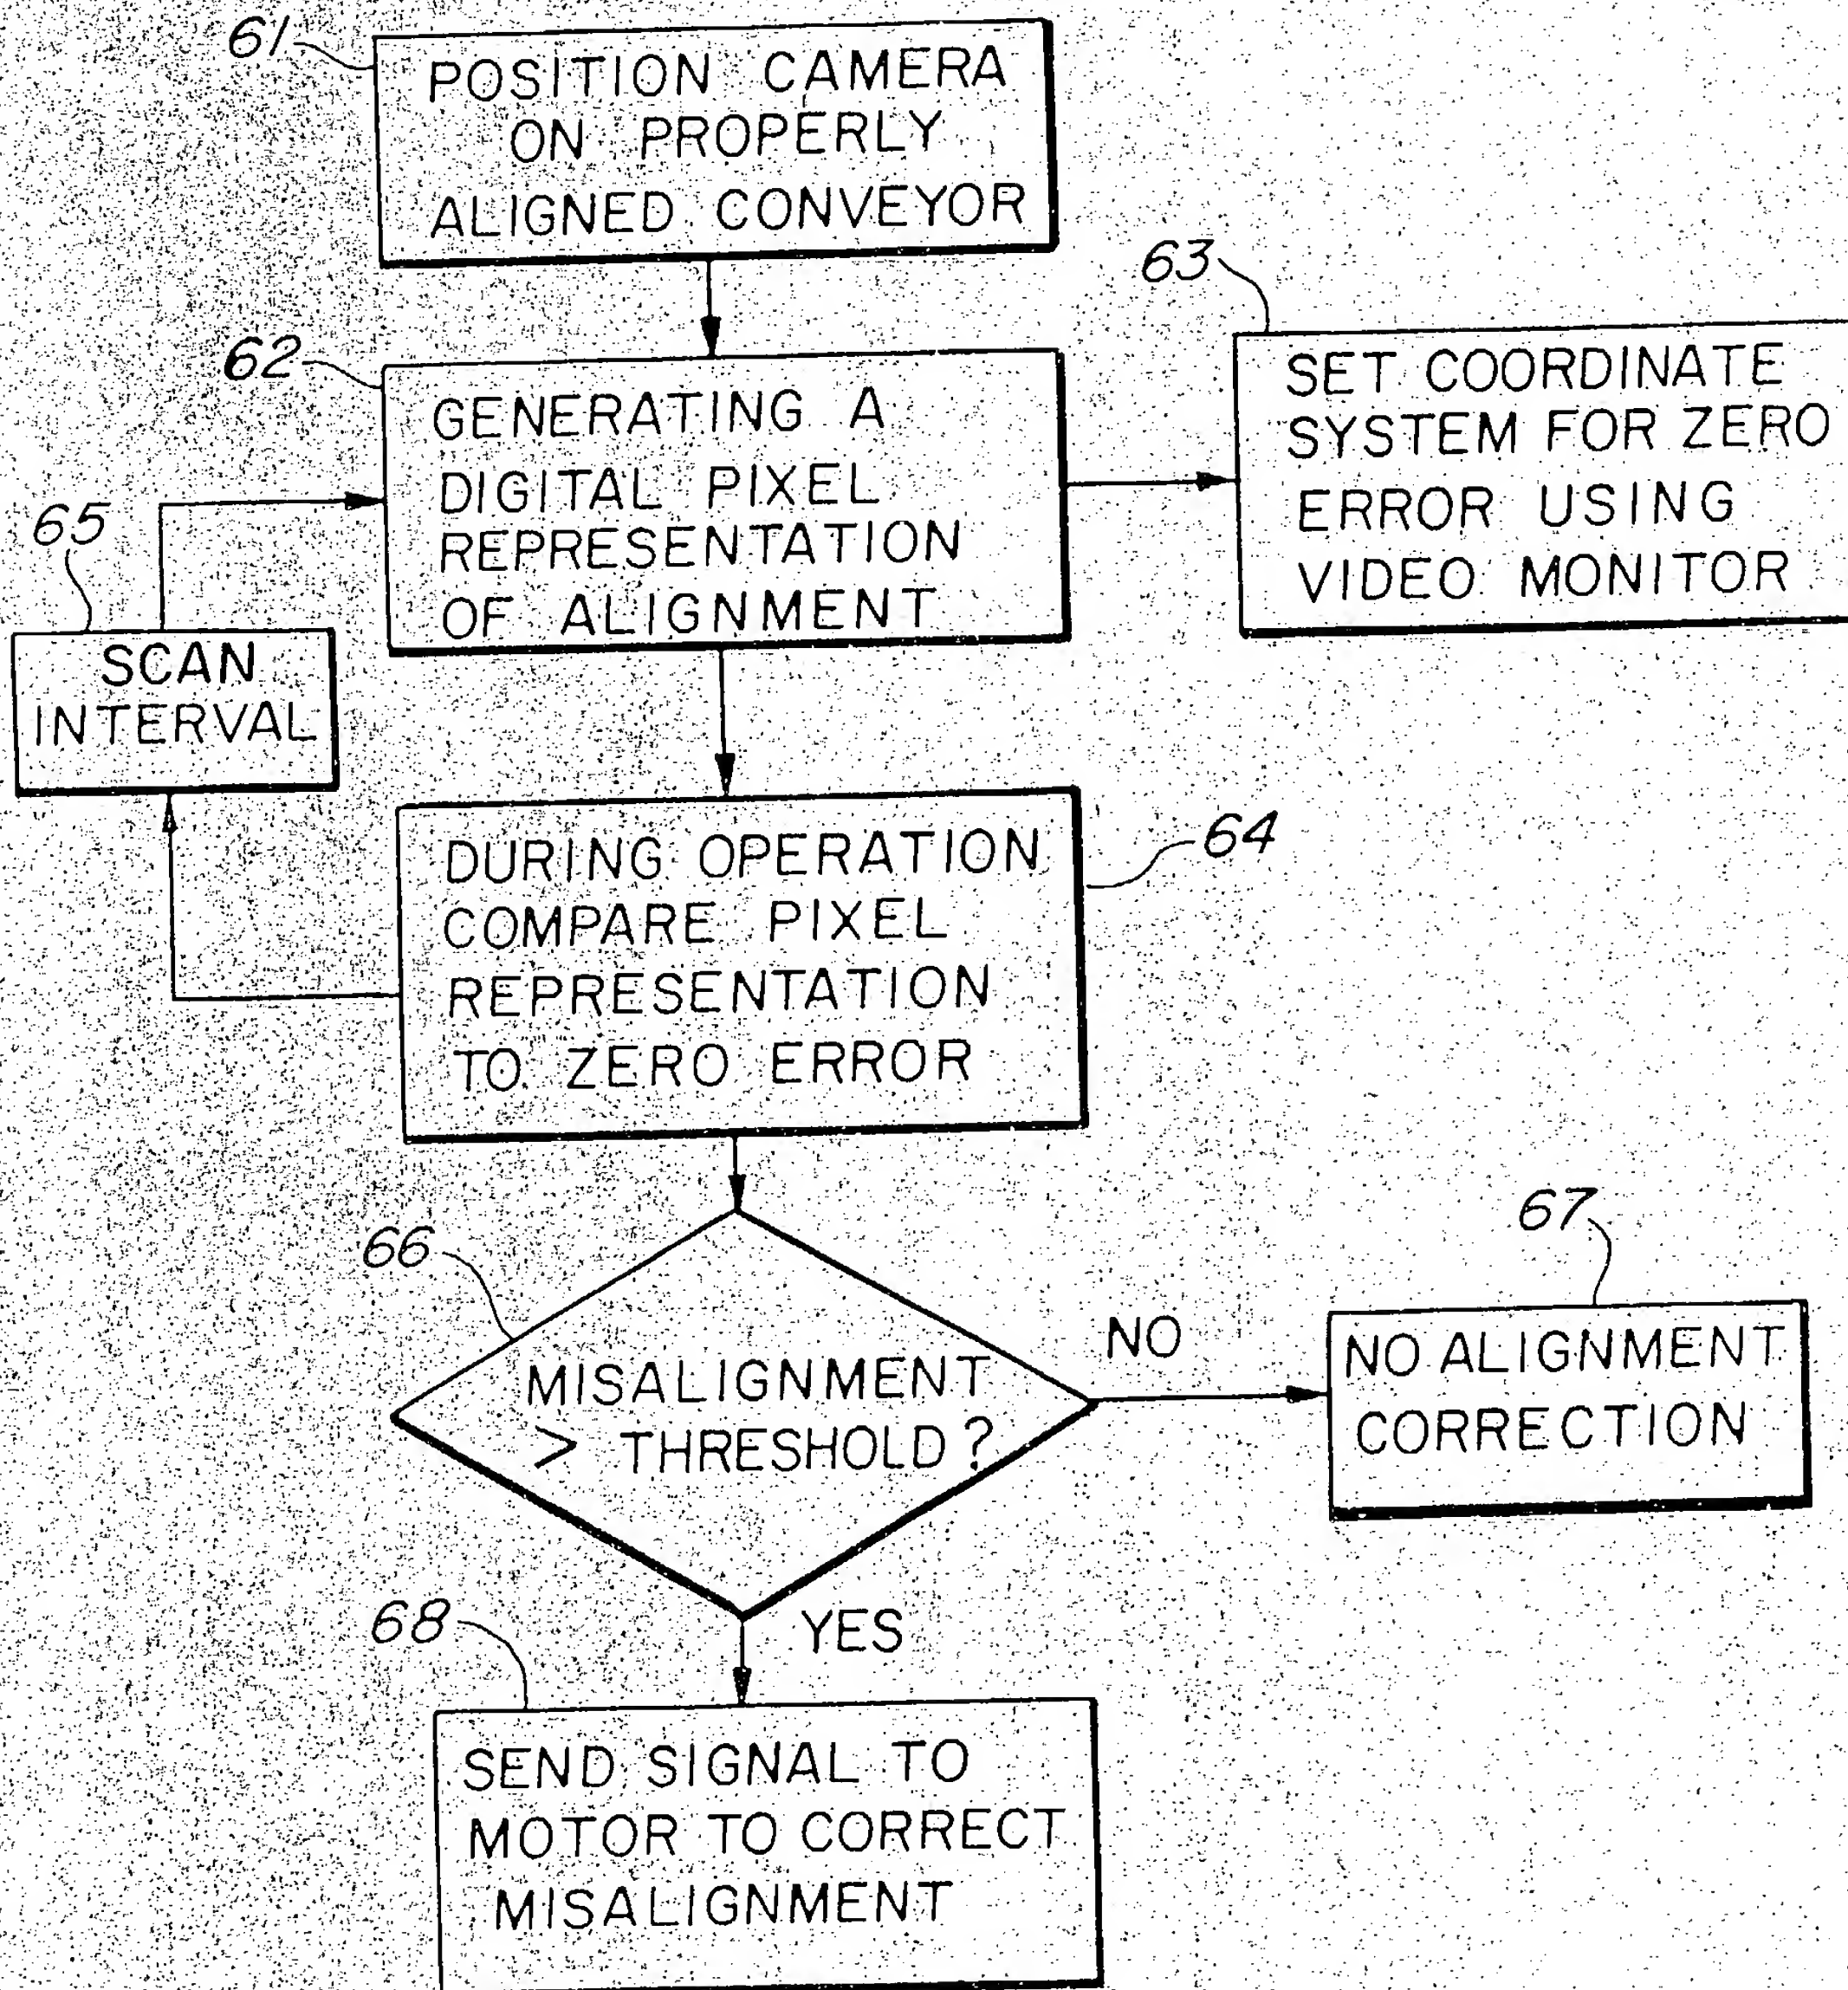 61
POSITION CAMERA
ON PROPERLY
ALIGNED CONVEYOR
62
GENERATING A
DIGITAL PIXEL
REPRESENTATION
OF ALIGNMENT
63
SET COORDINATE
SYSTEM FOR ZERO
ERROR USING
VIDEO MONITOR
65
SCAN
INTERVAL
64
DURING OPERATION
COMPARE PIXEL
REPRESENTATION
TO ZERO ERROR
66
MISALIGNMENT
> THRESHOLD?
NO
67
NO ALIGNMENT
CORRECTION
YES
68
SEND SIGNAL TO
MOTOR TO CORRECT
MISALIGNMENT